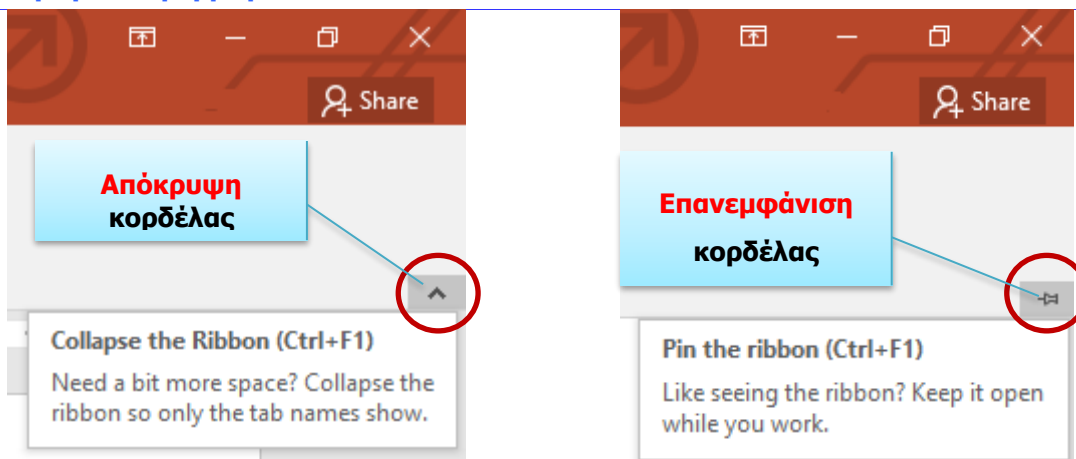 Share
Απόκρυψη
κορδέλας
Collapse the Ribbon (Ctrl+F1)
Need a bit more space? Collapse the
ribbon so only the tab names show.
Share
Επανεμφάνιση
κορδέλας
Pin the ribbon (Ctrl+F1)
Like seeing the ribbon? Keep it open
while you work.